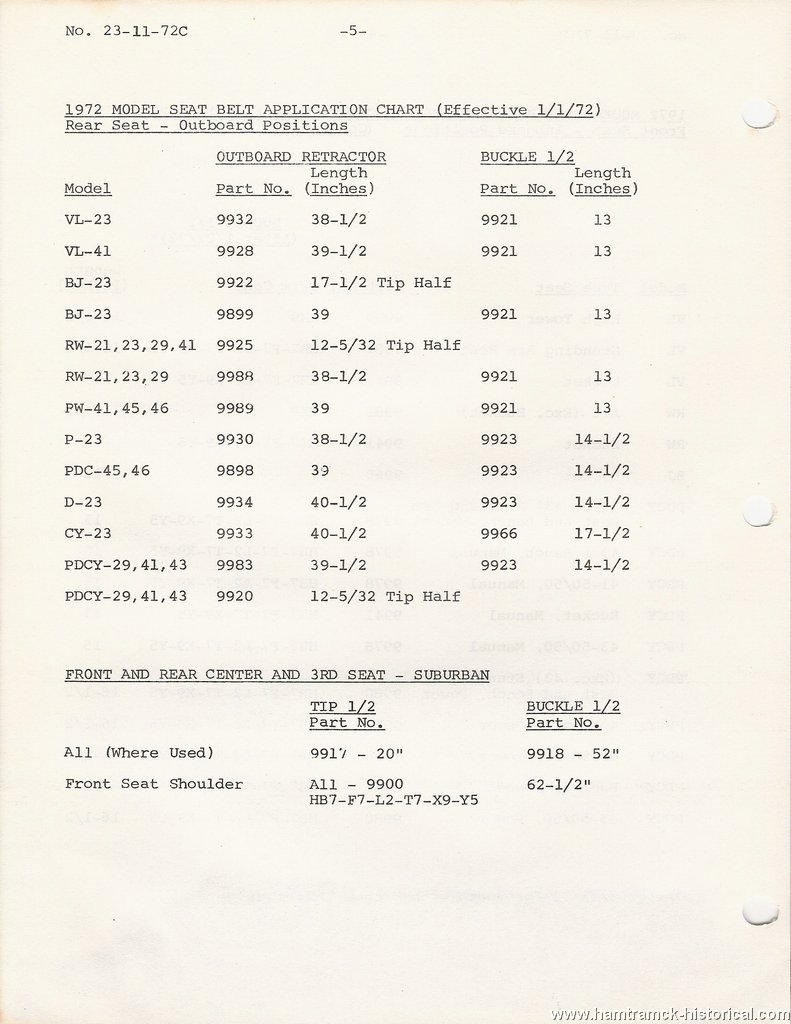 No. 23-11-72C -5-
1972 MODEL SEAT BELT APPLICATION CHART (Effective 1/1/72)
Rear Seat - Outboard Positions
OUTBOARD RETRACTOR BUCKLE 1/2
Length Length
Model Part No. (Inches) Part No. (Inches)
VL-23 9932 38-1/2 9921 13
VL-41 9928 39-1/2 9921 13
BJ-23 9922 17-1/2 Tip Half
BJ-23 9899 39 9921 13
RW-21,23,29,41 9925 12-5/32 Tip Half
RW-21,23,29 9988 38-1/2 9921 13
PW-41,45,46 9989 39 9921 13
P-23 9930 38-1/2 9923 14-1/2
PDC-45,46 9898 39 9923 14-1/2
D-23 9934 40-1/2 9923 14-1/2
CY-23 9933 40-1/2 9966 17-1/2
PDCY-29,41,43 9983 39-1/2 9923 14-1/2
PDCY-29,41,43 9920 12-5/32 Tip Half
FRONT AND REAR CENTER AND 3RD SEAT - SUBURBAN
TIP 1/2 BUCKLE 1/2
Part No. Part No.
All (Where Used) 9917 - 20" 9918 - 52"
Front Seat Shoulder All - 9900 62-1/2"
HB7-F7-L2-T7-X9-Y5
www.hamtramck-historical.com